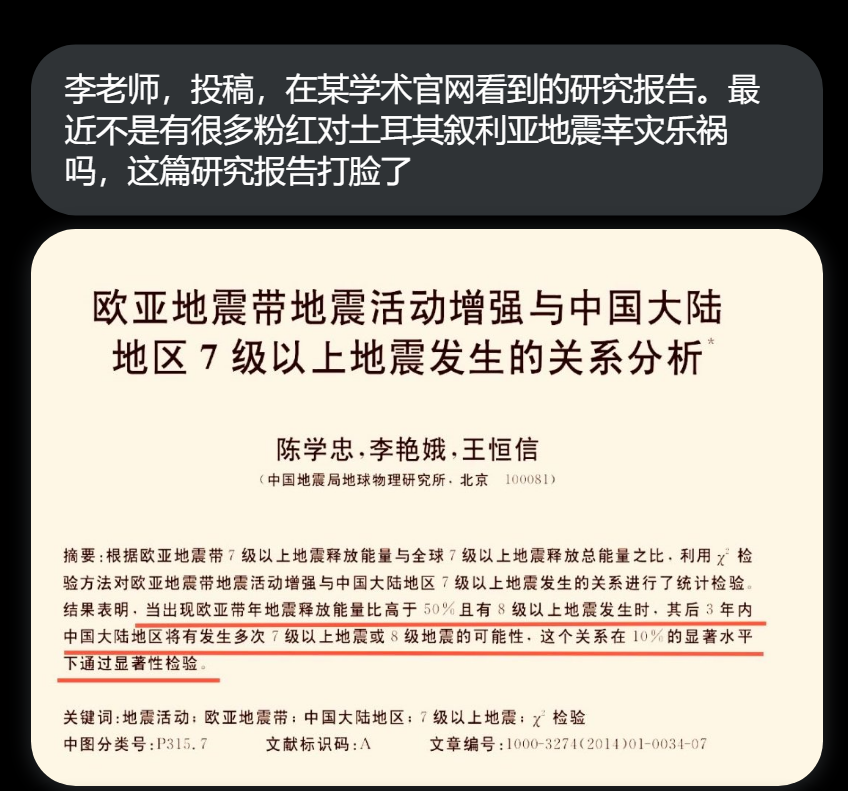 李老师，投稿，在某学术官网看到的研究报告。最
近不是有很多粉红对土耳其叙利亚地震幸灾乐祸
吗，这篇研究报告打脸了
欧亚地震带地震活动增强与中国大陆
地区 7 级以上地震发生的关系分析*
陈学忠，李艳娥，王恒信
（中国地震局地球物理研究所，北京 100081）
摘要：根据欧亚地震带 7 级以上地震释放能量与全球 7 级以上地震释放总能量之比，利用 χ² 检
验方法对欧亚地震带地震活动增强与中国大陆地区 7 级以上地震发生的关系进行了统计检验。
结果表明，当出现欧亚带年地震释放能量比高于 50%且有 8 级以上地震发生时，其后 3 年内
中国大陆地区将有发生多次 7 级以上地震或 8 级地震的可能性，这个关系在 10%的显著水平
下通过显著性检验。
关键词：地震活动；欧亚地震带；中国大陆地区；7 级以上地震；χ² 检验
中图分类号：P315.7 文献标识码：A 文章编号：1000-3274(2014)01-0034-07